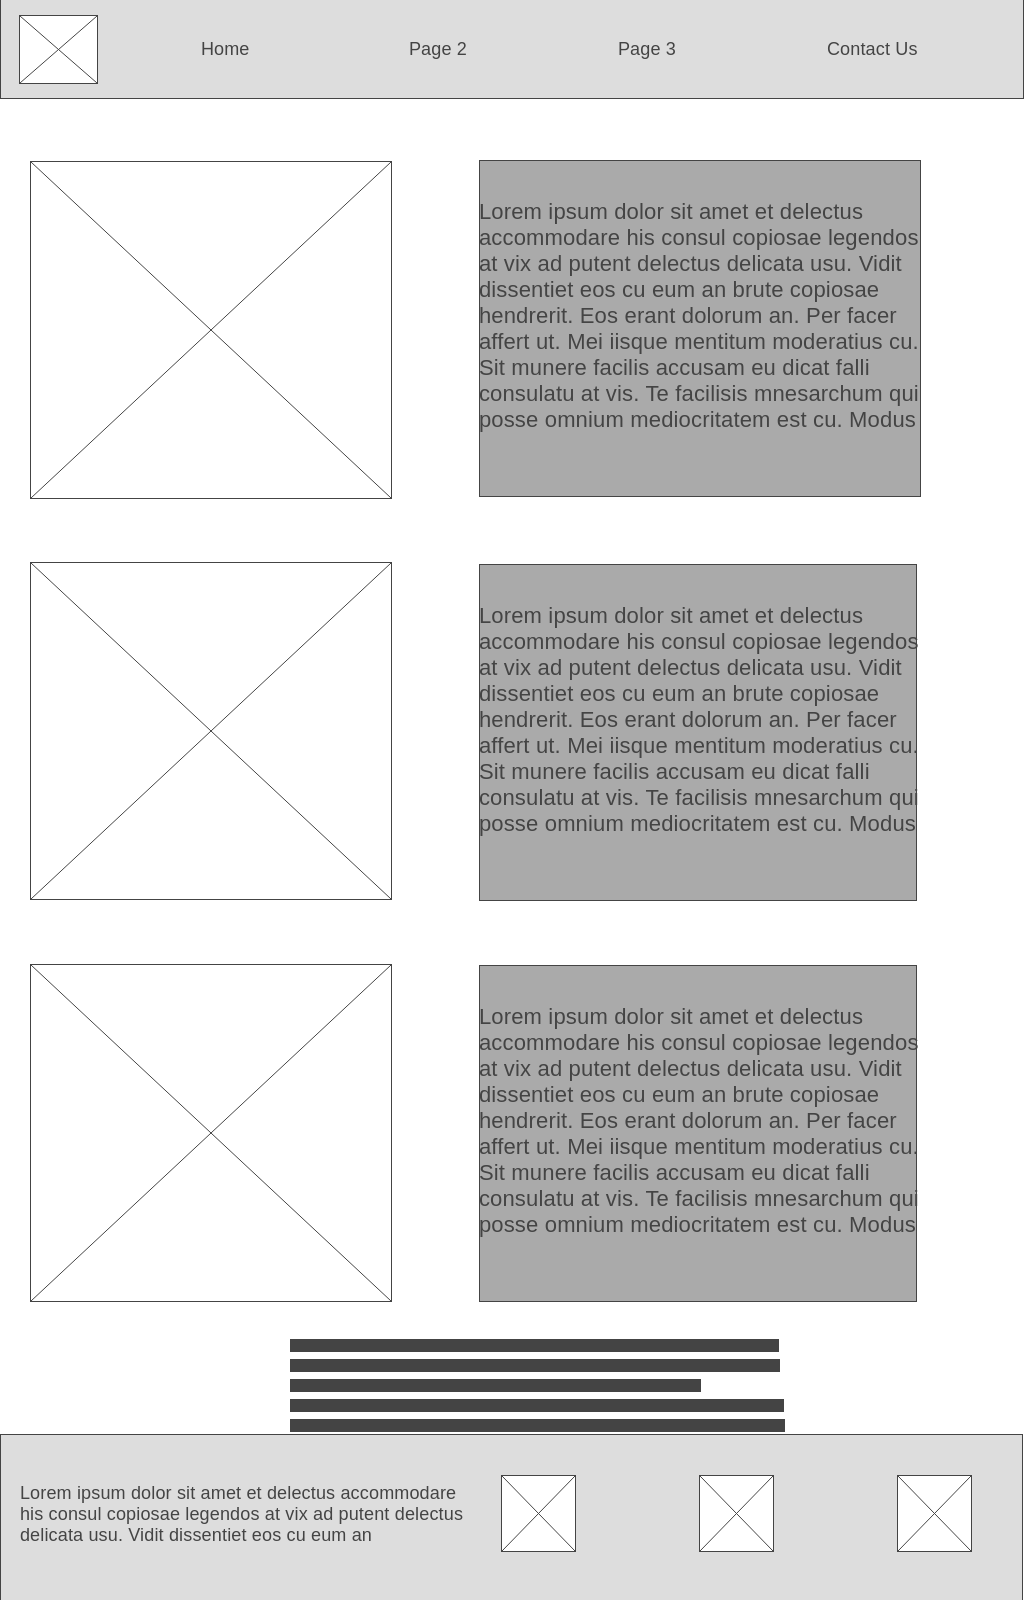 Home
Page 2
Page 3
Contact Us
Lorem ipsum dolor sit amet et delectus
accommodare his consul copiosae legendos
at vix ad putent delectus delicata usu. Vidit
dissentiet eos cu eum an brute copiosae
hendrerit. Eos erant dolorum an. Per facer
affert ut. Mei iisque mentitum moderatius cu.
Sit munere facilis accusam eu dicat falli
consulatu at vis. Te facilisis mnesarchum qui
posse omnium mediocritatem est cu. Modus
Lorem ipsum dolor sit amet et delectus
accommodare his consul copiosae legendos
at vix ad putent delectus delicata usu. Vidit
dissentiet eos cu eum an brute copiosae
hendrerit. Eos erant dolorum an. Per facer
affert ut. Mei iisque mentitum moderatius cu.
Sit munere facilis accusam eu dicat falli
consulatu at vis. Te facilisis mnesarchum qui
posse omnium mediocritatem est cu. Modus
Lorem ipsum dolor sit amet et delectus
accommodare his consul copiosae legendos
at vix ad putent delectus delicata usu. Vidit
dissentiet eos cu eum an brute copiosae
hendrerit. Eos erant dolorum an. Per facer
affert ut. Mei iisque mentitum moderatius cu.
Sit munere facilis accusam eu dicat falli
consulatu at vis. Te facilisis mnesarchum qui
posse omnium mediocritatem est cu. Modus
Lorem ipsum dolor sit amet et delectus accommodare
his consul copiosae legendos at vix ad putent delectus
delicata usu. Vidit dissentiet eos cu eum an